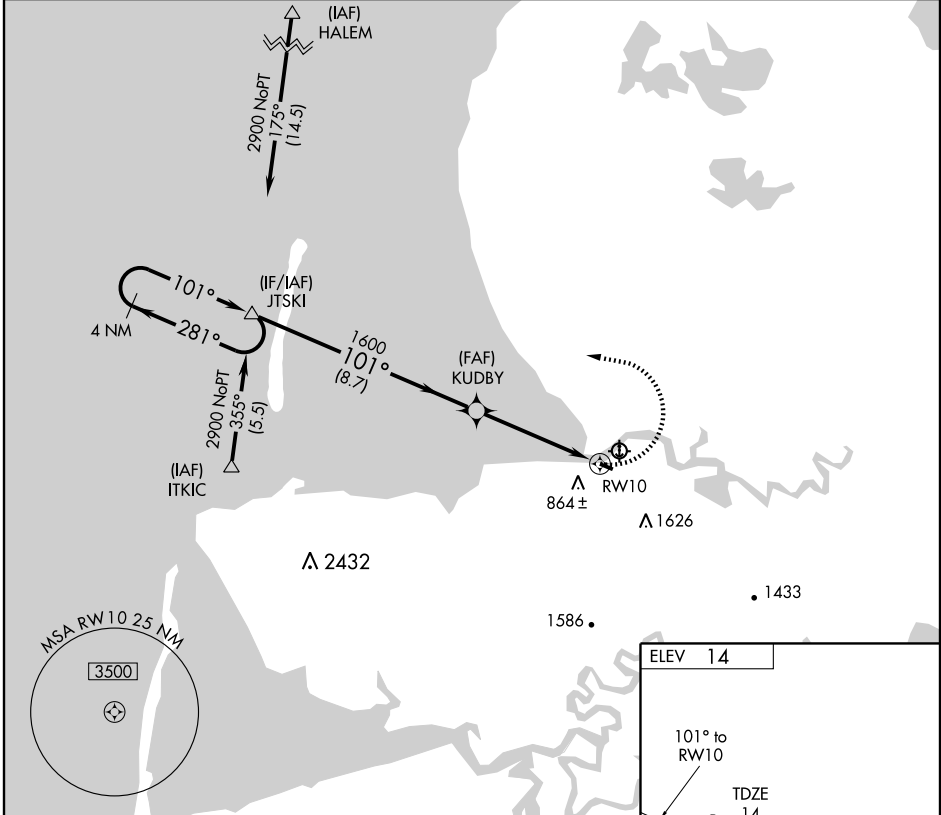 (IAF)
HALEM
2900 NoPT
175°
(14.5)
(IF/IAF)
JTSKI
101°
4 NM
281°
1600
101°
(8.7)
(FAF)
KUDBY
2900 NoPT
355°
(5.5)
(IAF)
ITKIC
RW10
864 ±
1626
2432
1433
1586
MSA RW10 25 NM
3500
ELEV 14
101° to
RW10
TDZE
14